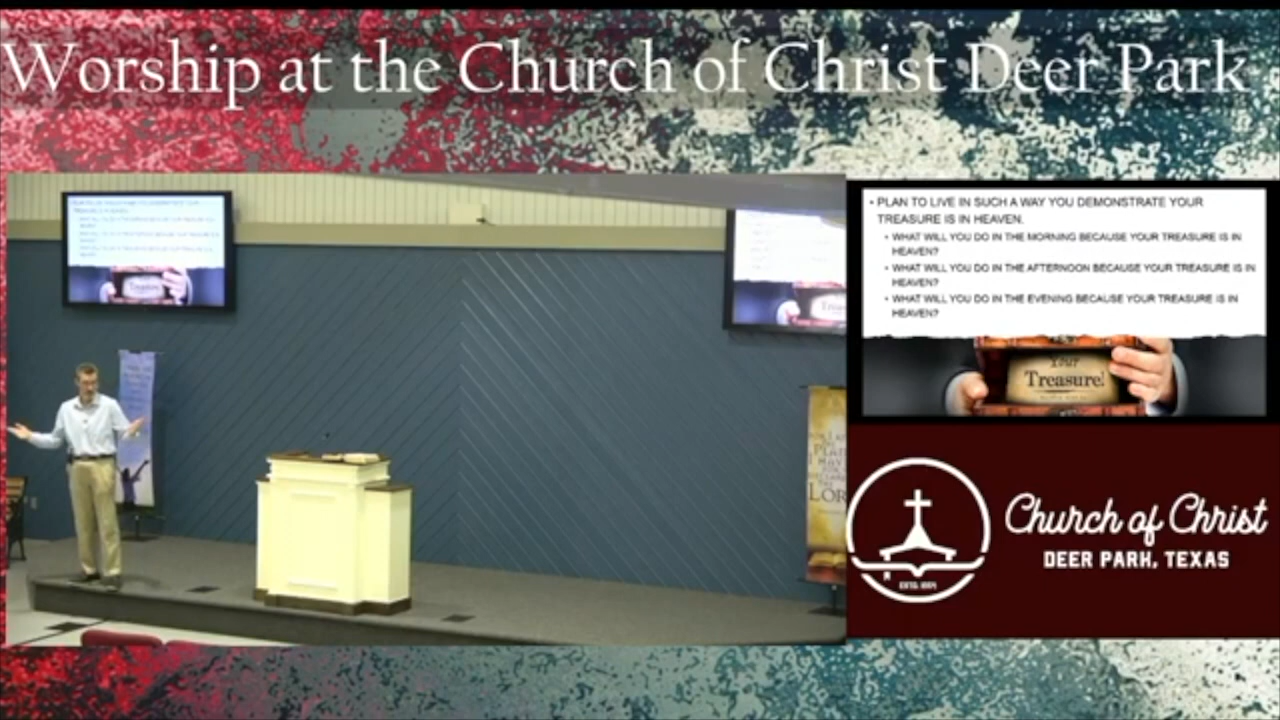 Worship at the Church of Christ Deer Park
• PLAN TO LIVE IN SUCH A WAY YOU DEMONSTRATE YOUR
TREASURE IS IN HEAVEN.
• WHAT WILL YOU DO IN THE MORNING BECAUSE YOUR TREASURE IS IN
HEAVEN?
• WHAT WILL YOU DO IN THE AFTERNOON BECAUSE YOUR TREASURE IS IN
HEAVEN?
• WHAT WILL YOU DO IN THE EVENING BECAUSE YOUR TREASURE IS IN
HEAVEN?
Your
Treasure!
Church of Christ
DEER PARK, TEXAS